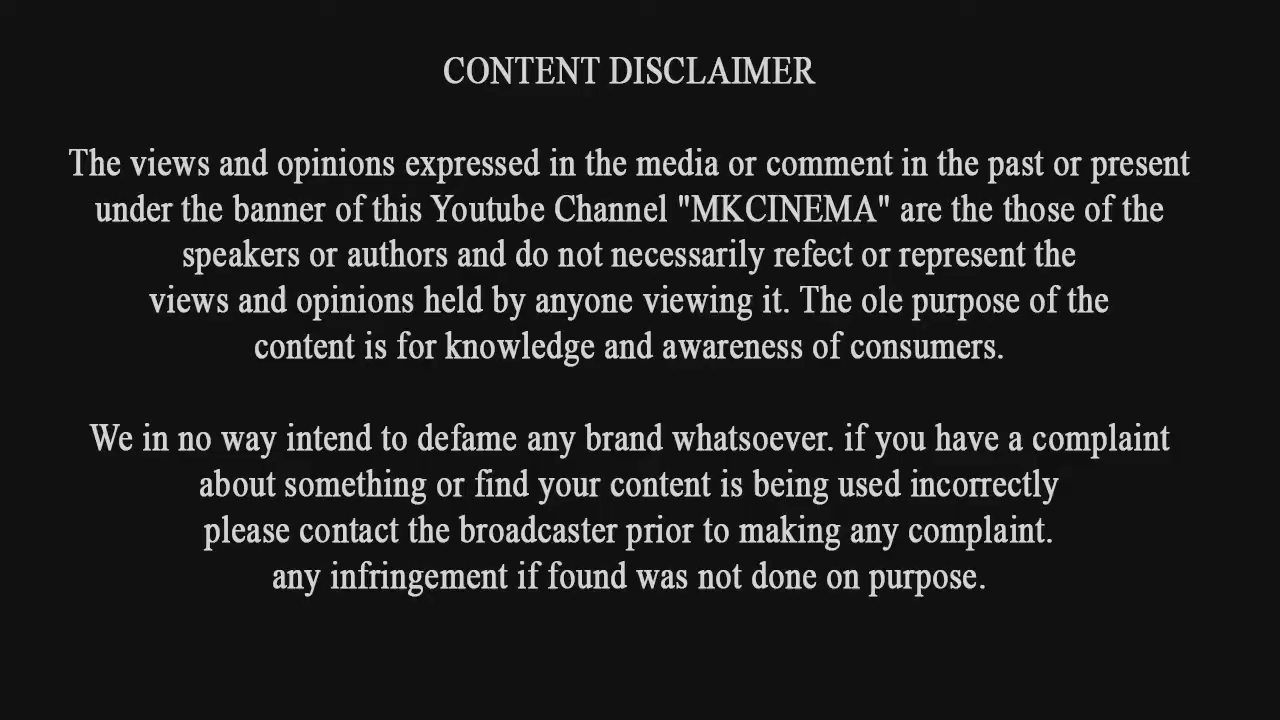 CONTENT DISCLAIMER
The views and opinions expressed in the media or comment in the past or present
under the banner of this Youtube Channel "MKCINEMA" are the those of the
speakers or authors and do not necessarily refect or represent the
views and opinions held by anyone viewing it. The ole purpose of the
content is for knowledge and awareness of consumers.
We in no way intend to defame any brand whatsoever. if you have a complaint
about something or find your content is being used incorrectly
please contact the broadcaster prior to making any complaint.
any infringement if found was not done on purpose.